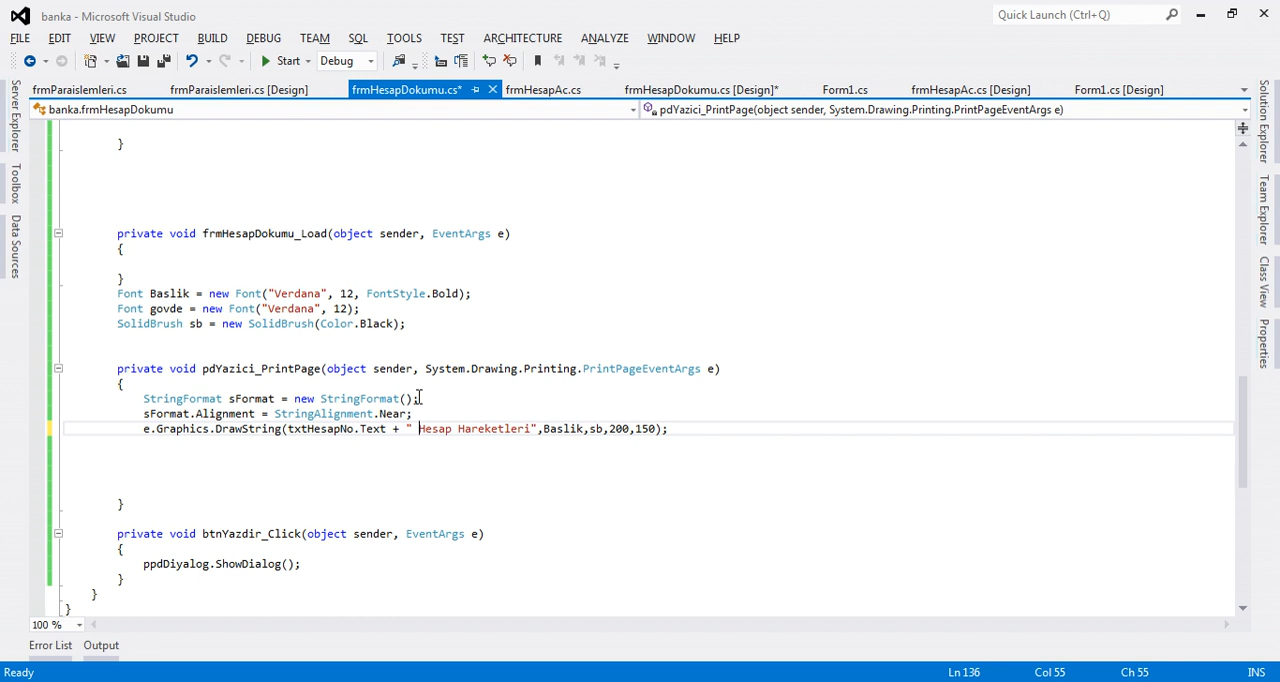 banka - Microsoft Visual Studio
Quick Launch (Ctrl+Q)
FILE EDIT VIEW PROJECT BUILD DEBUG TEAM SQL TOOLS TEST ARCHITECTURE ANALYZE WINDOW HELP
Start Debug
frmParaislemleri.cs frmParaislemleri.cs [Design] frmHesapDokumu.cs* frmHesapAc.cs frmHesapDokumu.cs [Design]* Form1.cs frmHesapAc.cs [Design] Form1.cs [Design]
banka.frmHesapDokumu pdYazici_PrintPage(object sender, System.Drawing.Printing.PrintPageEventArgs e)
Server Explorer
Toolbox
Data Sources
Solution Explorer
Team Explorer
Class View
Properties
}
private void frmHesapDokumu_Load(object sender, EventArgs e)
{
}
Font Baslik = new Font("Verdana", 12, FontStyle.Bold);
Font govde = new Font("Verdana", 12);
SolidBrush sb = new SolidBrush(Color.Black);
private void pdYazici_PrintPage(object sender, System.Drawing.Printing.PrintPageEventArgs e)
{
StringFormat sFormat = new StringFormat();
sFormat.Alignment = StringAlignment.Near;
e.Graphics.DrawString(txtHesapNo.Text + " Hesap Hareketleri",Baslik,sb,200,150);
}
private void btnYazdir_Click(object sender, EventArgs e)
{
ppdDiyalog.ShowDialog();
}
}
}
100 %
Error List Output
Ready Ln 136 Col 55 Ch 55 INS